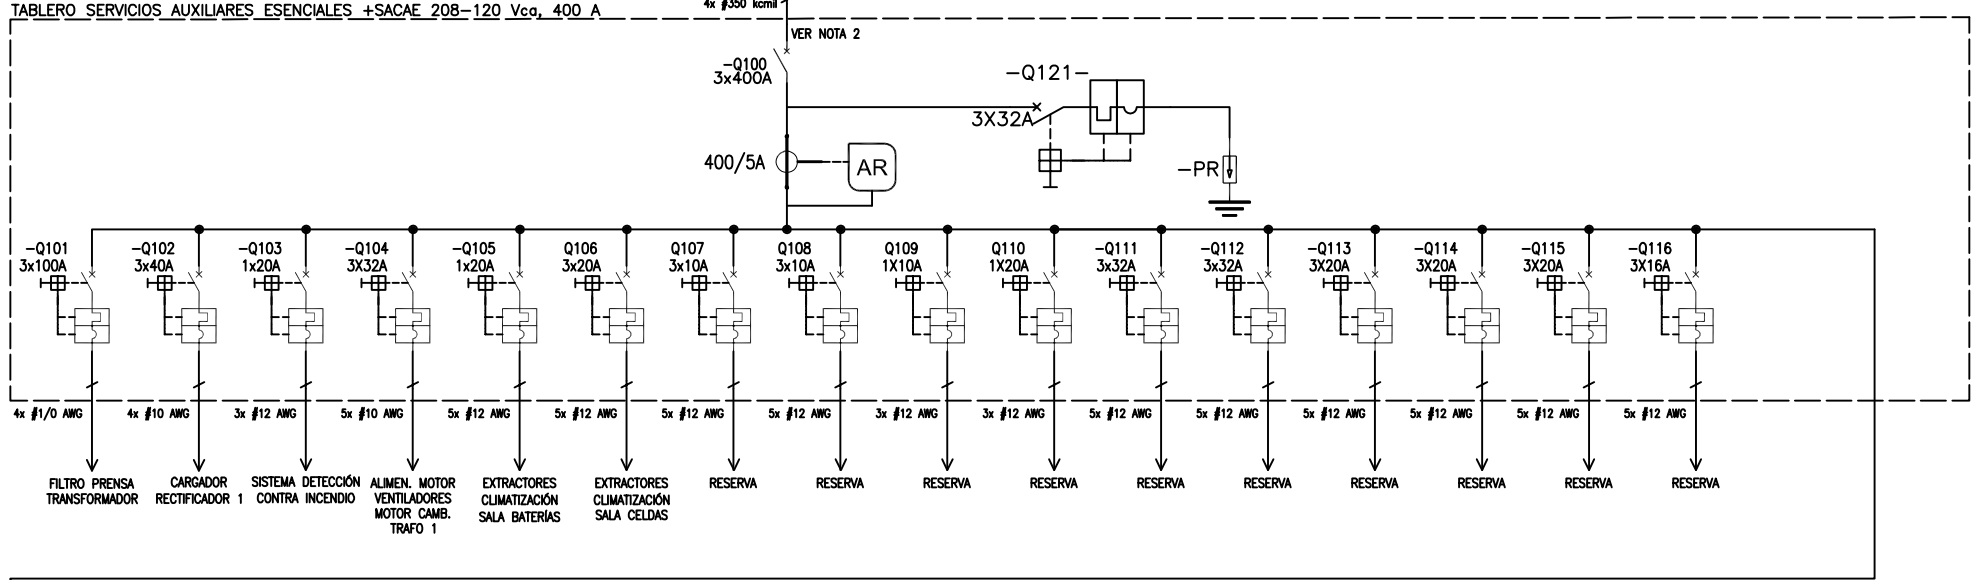 TABLERO SERVICIOS AUXILIARES ESENCIALES +SACAE 208-120 Vca, 400 A
4x #350 kcmil
VER NOTA 2
-Q100
3x400A
-Q121-
3X32A
400/5A
AR
-PR
-Q101
3x100A
-Q102
3x40A
-Q103
1x20A
-Q104
3X32A
-Q105
1x20A
Q106
3x20A
Q107
3x10A
Q108
3x10A
Q109
1X10A
Q110
1X20A
-Q111
3x32A
-Q112
3x32A
-Q113
3X20A
-Q114
3X20A
-Q115
3X20A
-Q116
3X16A
4x #1/0 AWG
4x #10 AWG
3x #12 AWG
5x #10 AWG
5x #12 AWG
5x #12 AWG
5x #12 AWG
5x #12 AWG
3x #12 AWG
3x #12 AWG
5x #12 AWG
5x #12 AWG
5x #12 AWG
5x #12 AWG
5x #12 AWG
5x #12 AWG
FILTRO PRENSA
TRANSFORMADOR
CARGADOR
RECTIFICADOR 1
SISTEMA DETECCIÓN
CONTRA INCENDIO
ALIMEN. MOTOR
VENTILADORES
MOTOR CAMB.
TRAFO 1
EXTRACTORES
CLIMATIZACIÓN
SALA BATERÍAS
EXTRACTORES
CLIMATIZACIÓN
SALA CELDAS
RESERVA
RESERVA
RESERVA
RESERVA
RESERVA
RESERVA
RESERVA
RESERVA
RESERVA
RESERVA